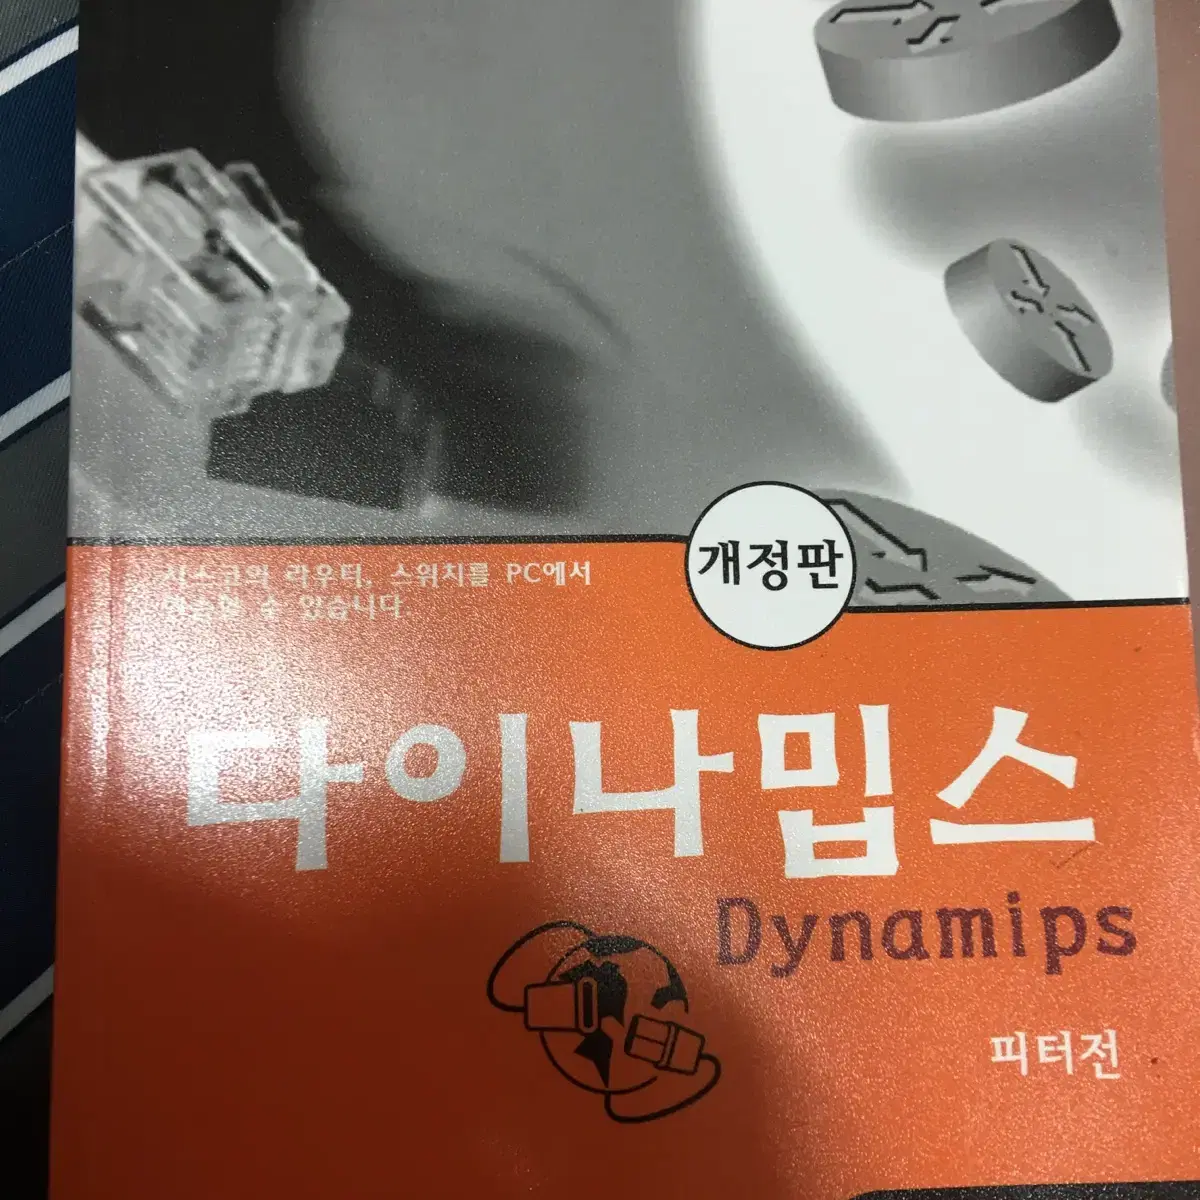 개정판
시스코의 라우터, 스위치를 PC에서
학습할 수 있습니다.
다이나밉스
Dynamips
피터전